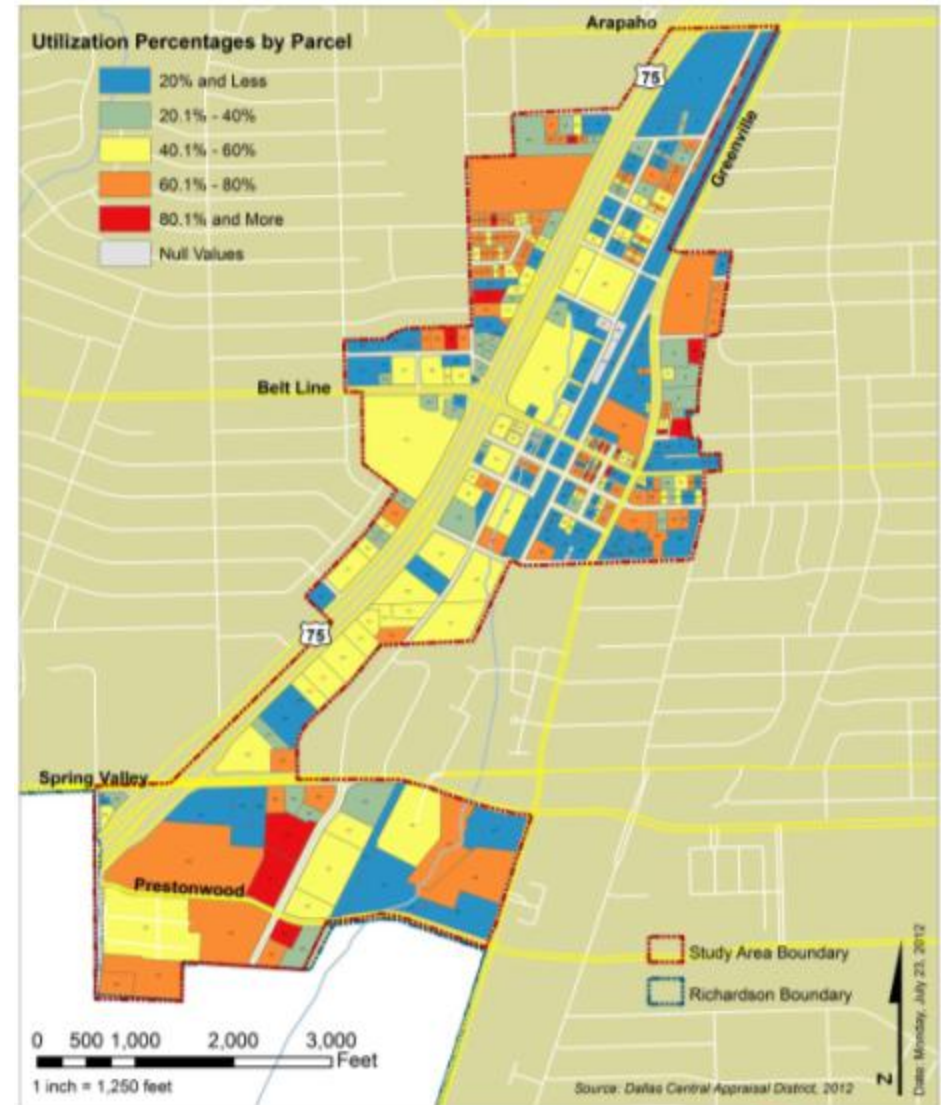 Arapaho
Utilization Percentages by Parcel
75
20% and Less
20.1% - 40%
40.1% - 60%
60.1% - 80%
80.1% and More
Null Values
Greenville
Belt Line
75
Spring Valley
Prestonwood
Study Area Boundary
Richardson Boundary
0 500 1,000 2,000 3,000
Feet
1 inch = 1,250 feet
Source: Dallas Central Appraisal District, 2012
N
Date: Monday, July 23, 2012